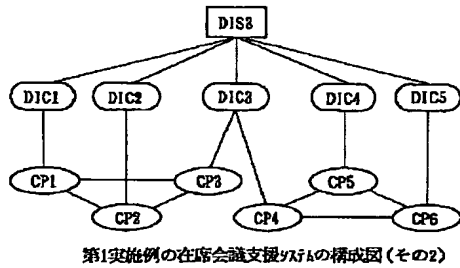 DIS3
DIC1 DIC2 DIC3 DIC4 DIC5
CP1 CP3 CP5
CP2 CP4 CP6
第1実施例の在席会議支援システムの構成図(その2)